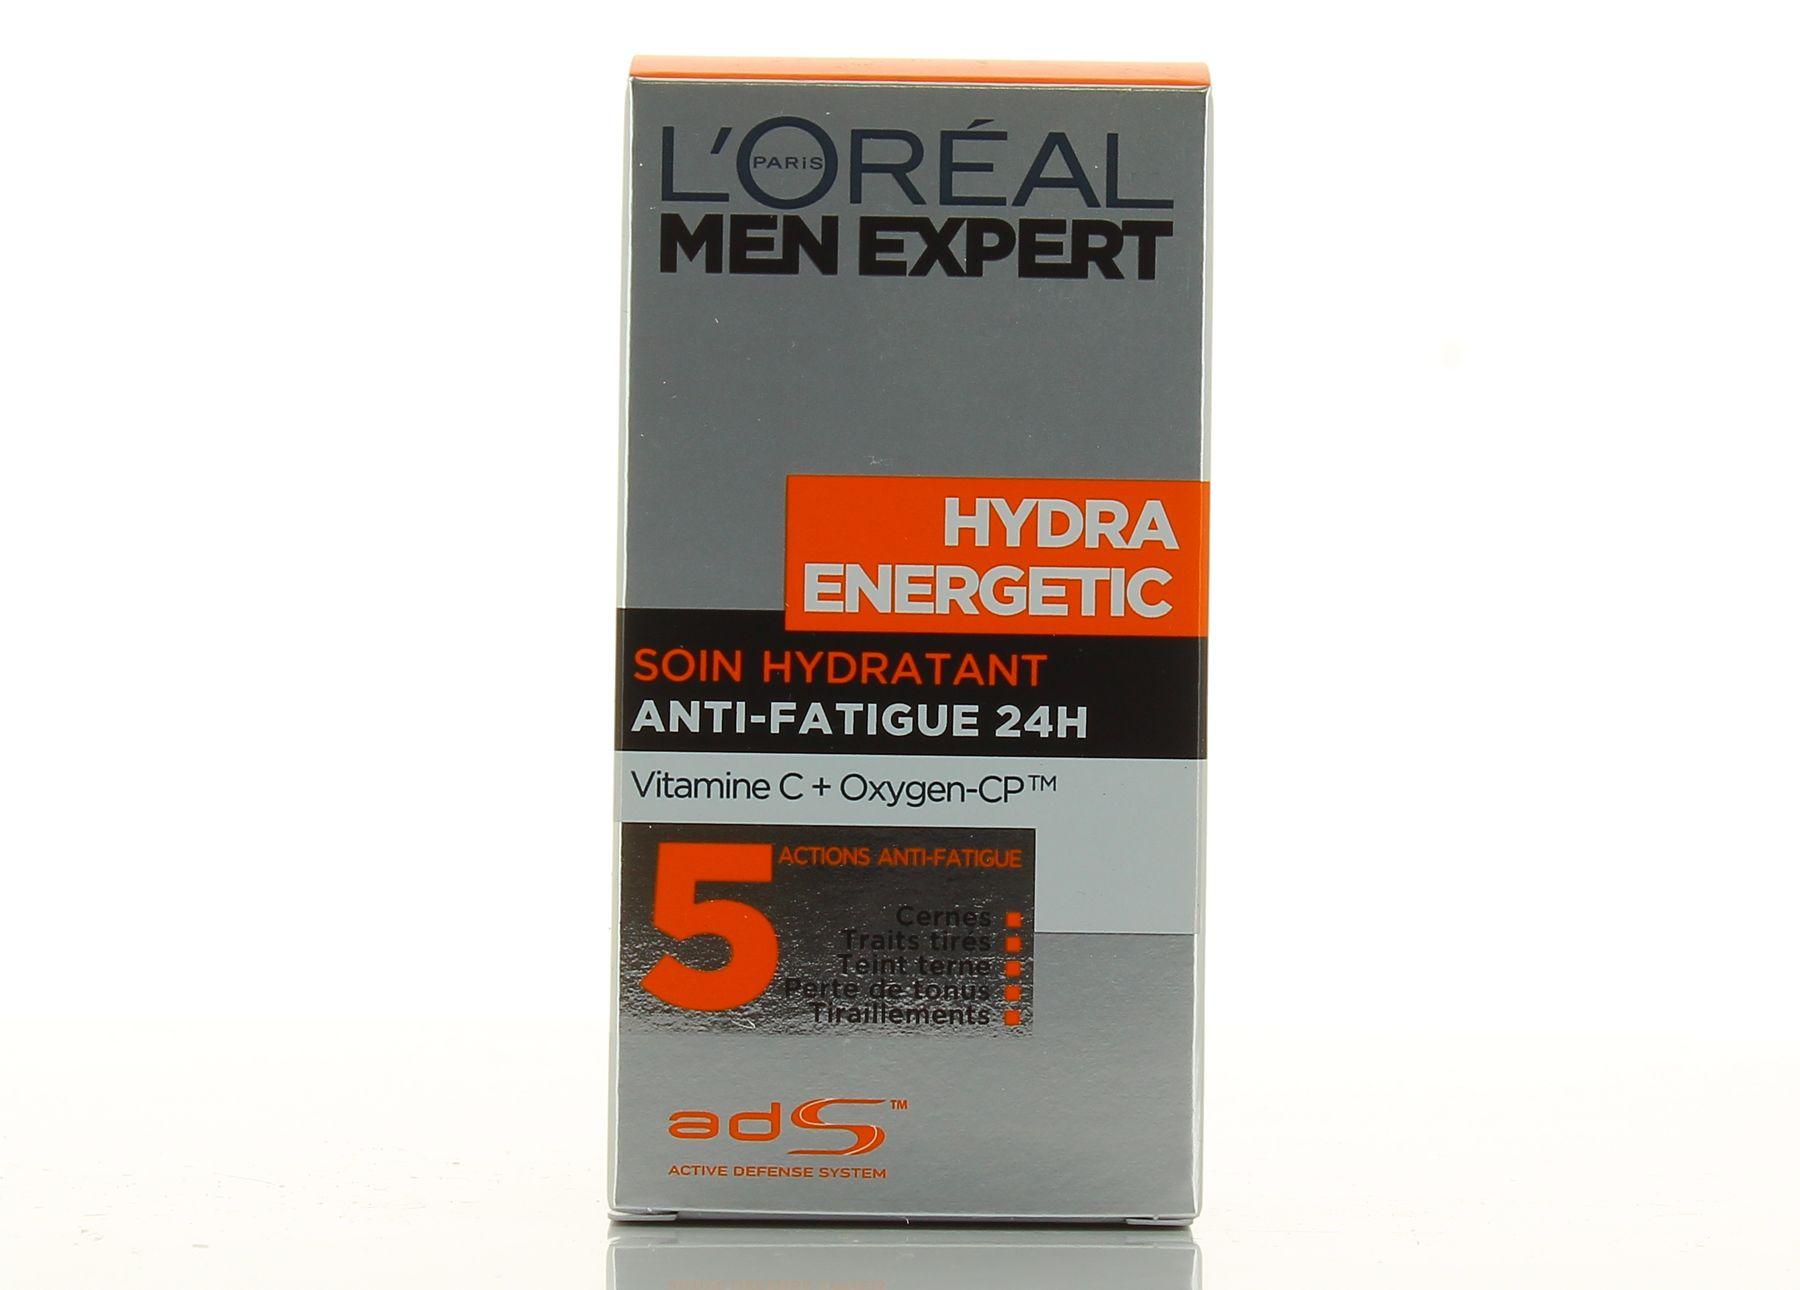 L'ORÉAL
PARIS
MEN EXPERT
HYDRA
ENERGETIC
SOIN HYDRATANT
ANTI-FATIGUE 24H
Vitamine C + Oxygen-CP™
5 ACTIONS ANTI-FATIGUE
Cernes
Traits tirés
Teint terne
Perte de tonus
Tiraillements
adS™
ACTIVE DEFENSE SYSTEM